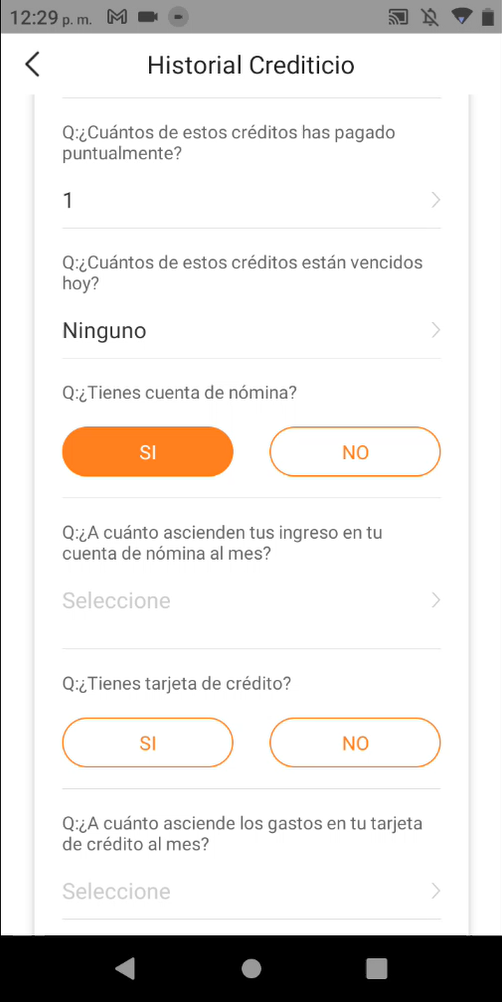 12:29 p. m.
Historial Crediticio
Q:¿Cuántos de estos créditos has pagado
puntualmente?
1
Q:¿Cuántos de estos créditos están vencidos
hoy?
Ninguno
Q:¿Tienes cuenta de nómina?
SI
NO
Q:¿A cuánto ascienden tus ingreso en tu
cuenta de nómina al mes?
Seleccione
Q:¿Tienes tarjeta de crédito?
SI
NO
Q:¿A cuánto asciende los gastos en tu tarjeta
de crédito al mes?
Seleccione